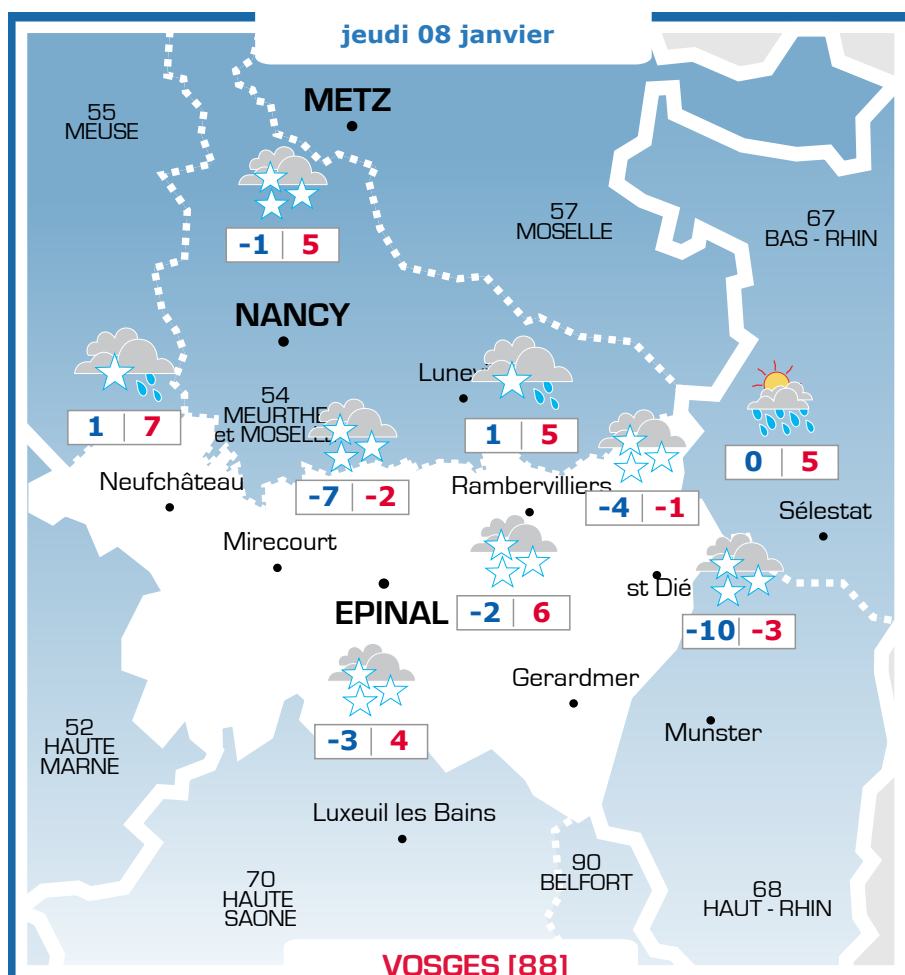 jeudi 08 janvier
METZ
55
MEUSE
57
MOSELLE
67
BAS - RHIN
-1 5
NANCY
Lunev
54
MEURTHE
et MOSELLE
1 7
1 5
0 5
Neufchâteau
-7 -2
Rambervilliers
-4 -1
Sélestat
Mirecourt
st Dié
EPINAL
-2 6
-10 -3
Gerardmer
52
HAUTE
MARNE
-3 4
Munster
Luxeuil les Bains
70
HAUTE
SAONE
90
BELFORT
68
HAUT - RHIN
VOSGES [88]